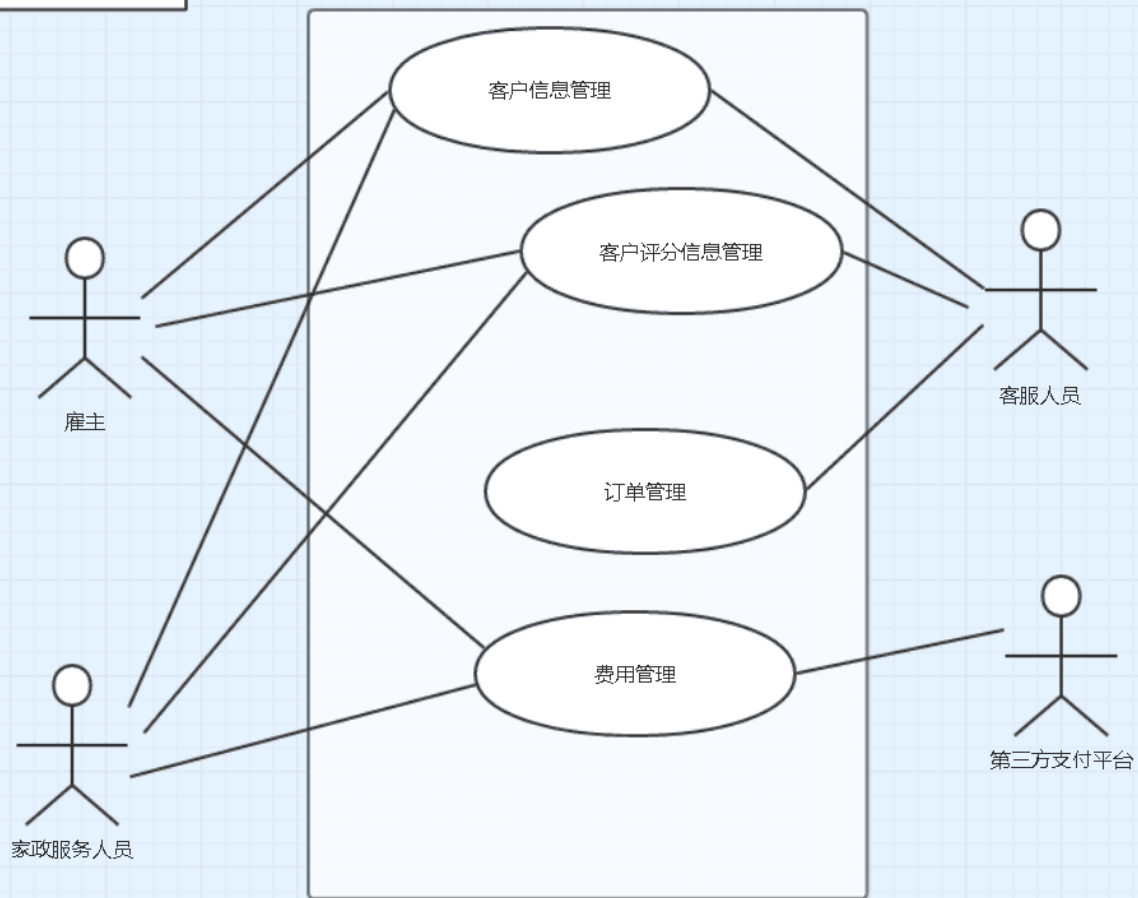 客户信息管理
客户评分信息管理
客服人员
雇主
订单管理
费用管理
第三方支付平台
家政服务人员